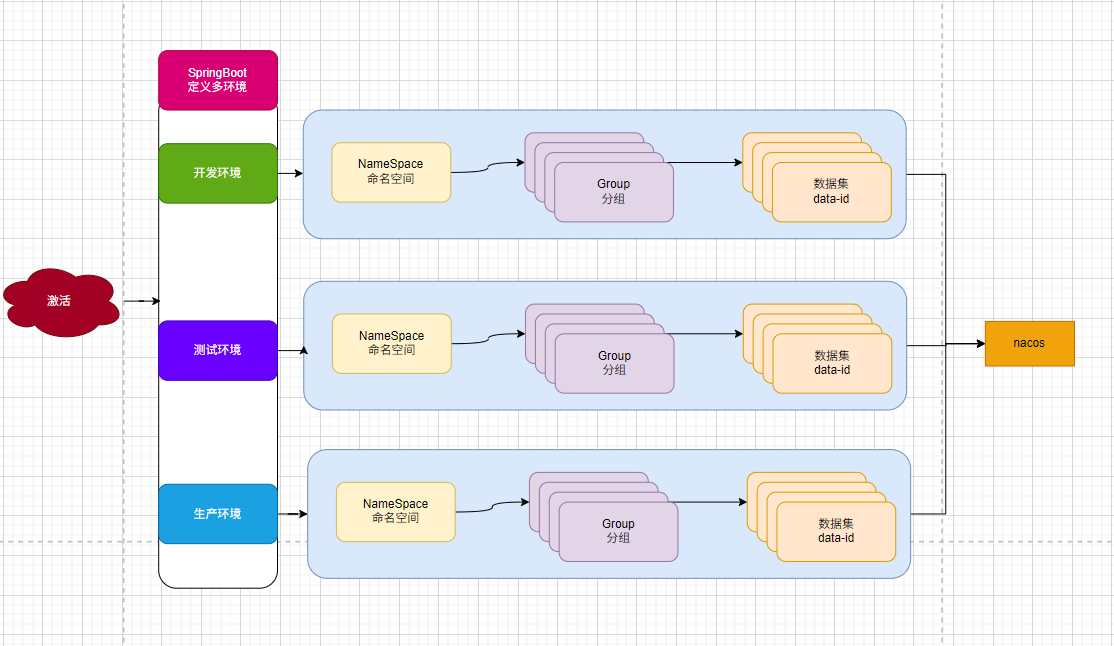 SpringBoot
定义多环境
开发环境
NameSpace
命名空间
Group
分组
数据集
data-id
激活
测试环境
NameSpace
命名空间
Group
分组
数据集
data-id
nacos
生产环境
NameSpace
命名空间
Group
分组
数据集
data-id